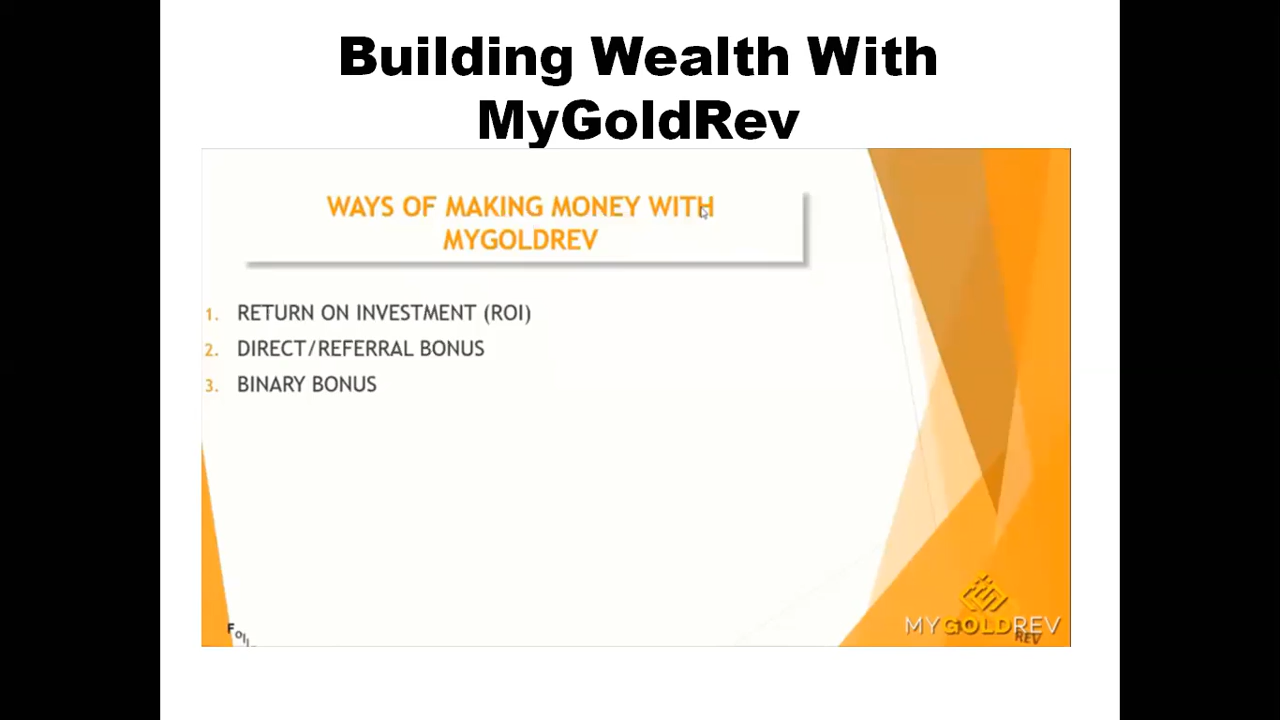 Building Wealth With
MyGoldRev
WAYS OF MAKING MONEY WITH
MYGOLDREV
1. RETURN ON INVESTMENT (ROI)
2. DIRECT/REFERRAL BONUS
3. BINARY BONUS
MYGOLDREV
REV